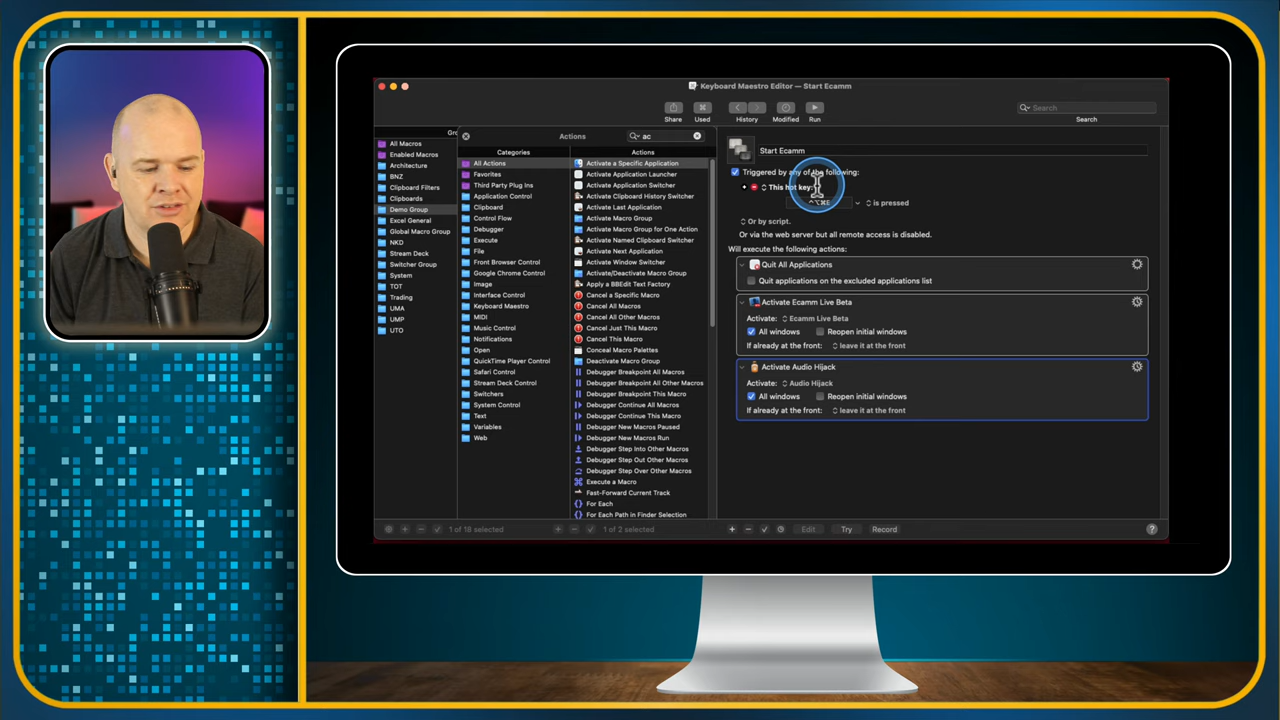 Keyboard Maestro Editor — Start Ecamm
Share
Used
History
Modified
Run
Search
Search
Gro
All Macros
Enabled Macros
Architecture
BNZ
Clipboard Filters
Clipboards
Demo Group
Excel General
Global Macro Group
NKD
Stream Deck
Switcher Group
System
TOT
Trading
UMA
UMP
UTO
1 of 18 selected
Actions
ac
Categories
All Actions
Favorites
Third Party Plug Ins
Application Control
Clipboard
Control Flow
Debugger
Execute
File
Front Browser Control
Google Chrome Control
Image
Interface Control
Keyboard Maestro
MIDI
Music Control
Notifications
Open
QuickTime Player Control
Safari Control
Stream Deck Control
Switchers
System Control
Text
Variables
Web
Actions
Activate a Specific Application
Activate Application Launcher
Activate Application Switcher
Activate Clipboard History Switcher
Activate Last Application
Activate Macro Group
Activate Macro Group for One Action
Activate Named Clipboard Switcher
Activate Next Application
Activate Window Switcher
Activate/Deactivate Macro Group
Apply a BBEdit Text Factory
Cancel a Specific Macro
Cancel All Macros
Cancel All Other Macros
Cancel Just This Macro
Cancel This Macro
Conceal Macro Palettes
Deactivate Macro Group
Debugger Breakpoint All Macros
Debugger Breakpoint All Other Macros
Debugger Breakpoint This Macro
Debugger Continue All Macros
Debugger Continue This Macro
Debugger New Macros Paused
Debugger New Macros Run
Debugger Step Into Other Macros
Debugger Step Out Other Macros
Debugger Step Over Other Macros
Execute a Macro
Fast-Forward Current Track
For Each
For Each Path in Finder Selection
1 of 2 selected
Start Ecamm
Triggered by any of the following:
This hot key:
^⌥⌘E is pressed
Or by script.
Or via the web server but all remote access is disabled.
Will execute the following actions:
Quit All Applications
Quit applications on the excluded applications list
Activate Ecamm Live Beta
Activate: Ecamm Live Beta
All windows Reopen initial windows
If already at the front: leave it at the front
Activate Audio Hijack
Activate: Audio Hijack
All windows Reopen initial windows
If already at the front: leave it at the front
Edit
Try
Record
?